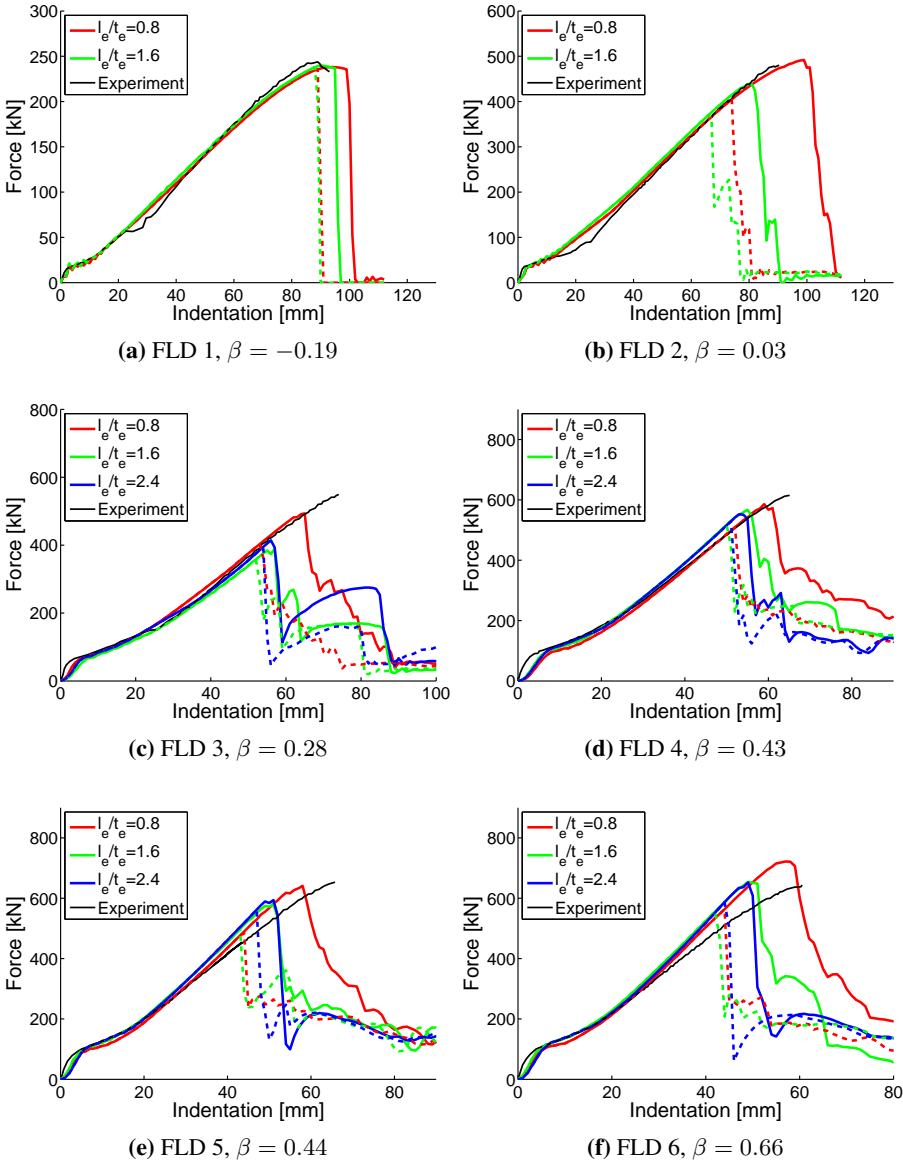 300
250
200
150
100
50
0
Force [kN]
l_e/t_e=0.8
l_e/t_e=1.6
Experiment
0 20 40 60 80 100 120
Indentation [mm]
(a) FLD 1, β = −0.19
600
500
400
300
200
100
0
Force [kN]
l_e/t_e=0.8
l_e/t_e=1.6
Experiment
0 20 40 60 80 100 120
Indentation [mm]
(b) FLD 2, β = 0.03
800
600
400
200
0
Force [kN]
l_e/t_e=0.8
l_e/t_e=1.6
l_e/t_e=2.4
Experiment
0 20 40 60 80 100
Indentation [mm]
(c) FLD 3, β = 0.28
800
600
400
200
0
Force [kN]
l_e/t_e=0.8
l_e/t_e=1.6
l_e/t_e=2.4
Experiment
0 20 40 60 80
Indentation [mm]
(d) FLD 4, β = 0.43
800
600
400
200
0
Force [kN]
l_e/t_e=0.8
l_e/t_e=1.6
l_e/t_e=2.4
Experiment
0 20 40 60 80
Indentation [mm]
(e) FLD 5, β = 0.44
800
600
400
200
0
Force [kN]
l_e/t_e=0.8
l_e/t_e=1.6
l_e/t_e=2.4
Experiment
0 20 40 60 80
Indentation [mm]
(f) FLD 6, β = 0.66